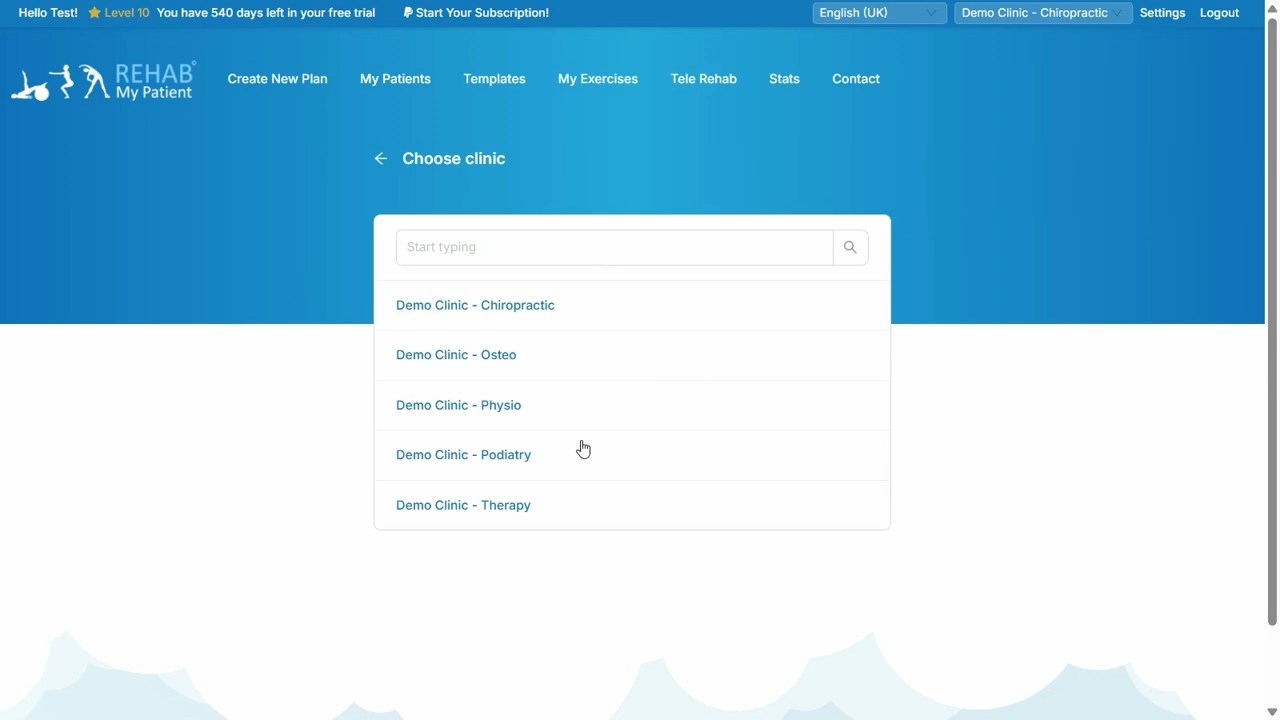 Hello Test! Level 10 You have 540 days left in your free trial Start Your Subscription! English (UK) Demo Clinic - Chiropractic Settings Logout
REHAB©
My Patient
Create New Plan My Patients Templates My Exercises Tele Rehab Stats Contact
Choose clinic
Start typing
Demo Clinic - Chiropractic
Demo Clinic - Osteo
Demo Clinic - Physio
Demo Clinic - Podiatry
Demo Clinic - Therapy